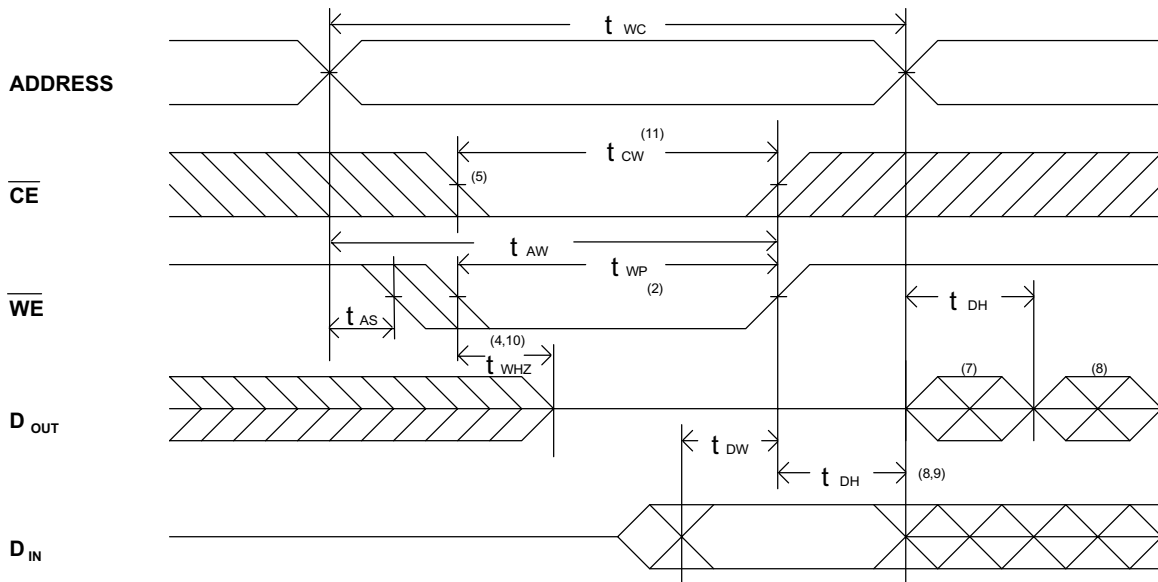 t WC
ADDRESS
t CW (11)
CE (5)
t AW
t WP (2)
WE
t AS
t DH
(4,10)
t WHZ
(7) (8)
D OUT
t DW
t DH (8,9)
D IN